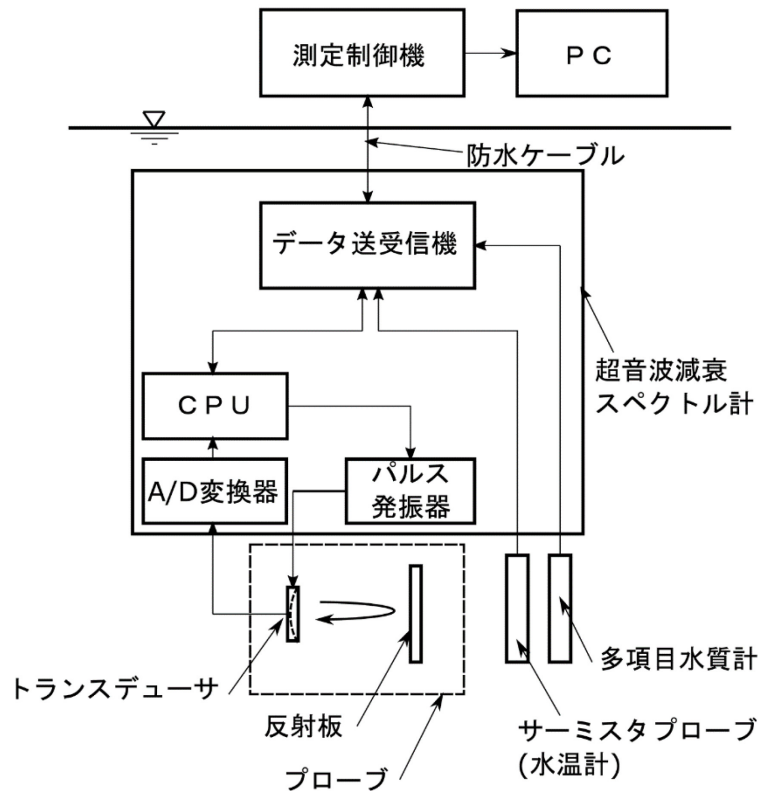 測定制御機
ＰＣ
防水ケーブル
データ送受信機
超音波減衰
スペクトル計
ＣＰＵ
A/D変換器
パルス
発振器
多項目水質計
トランスデューサ
反射板
サーミスタプローブ
(水温計)
プローブ